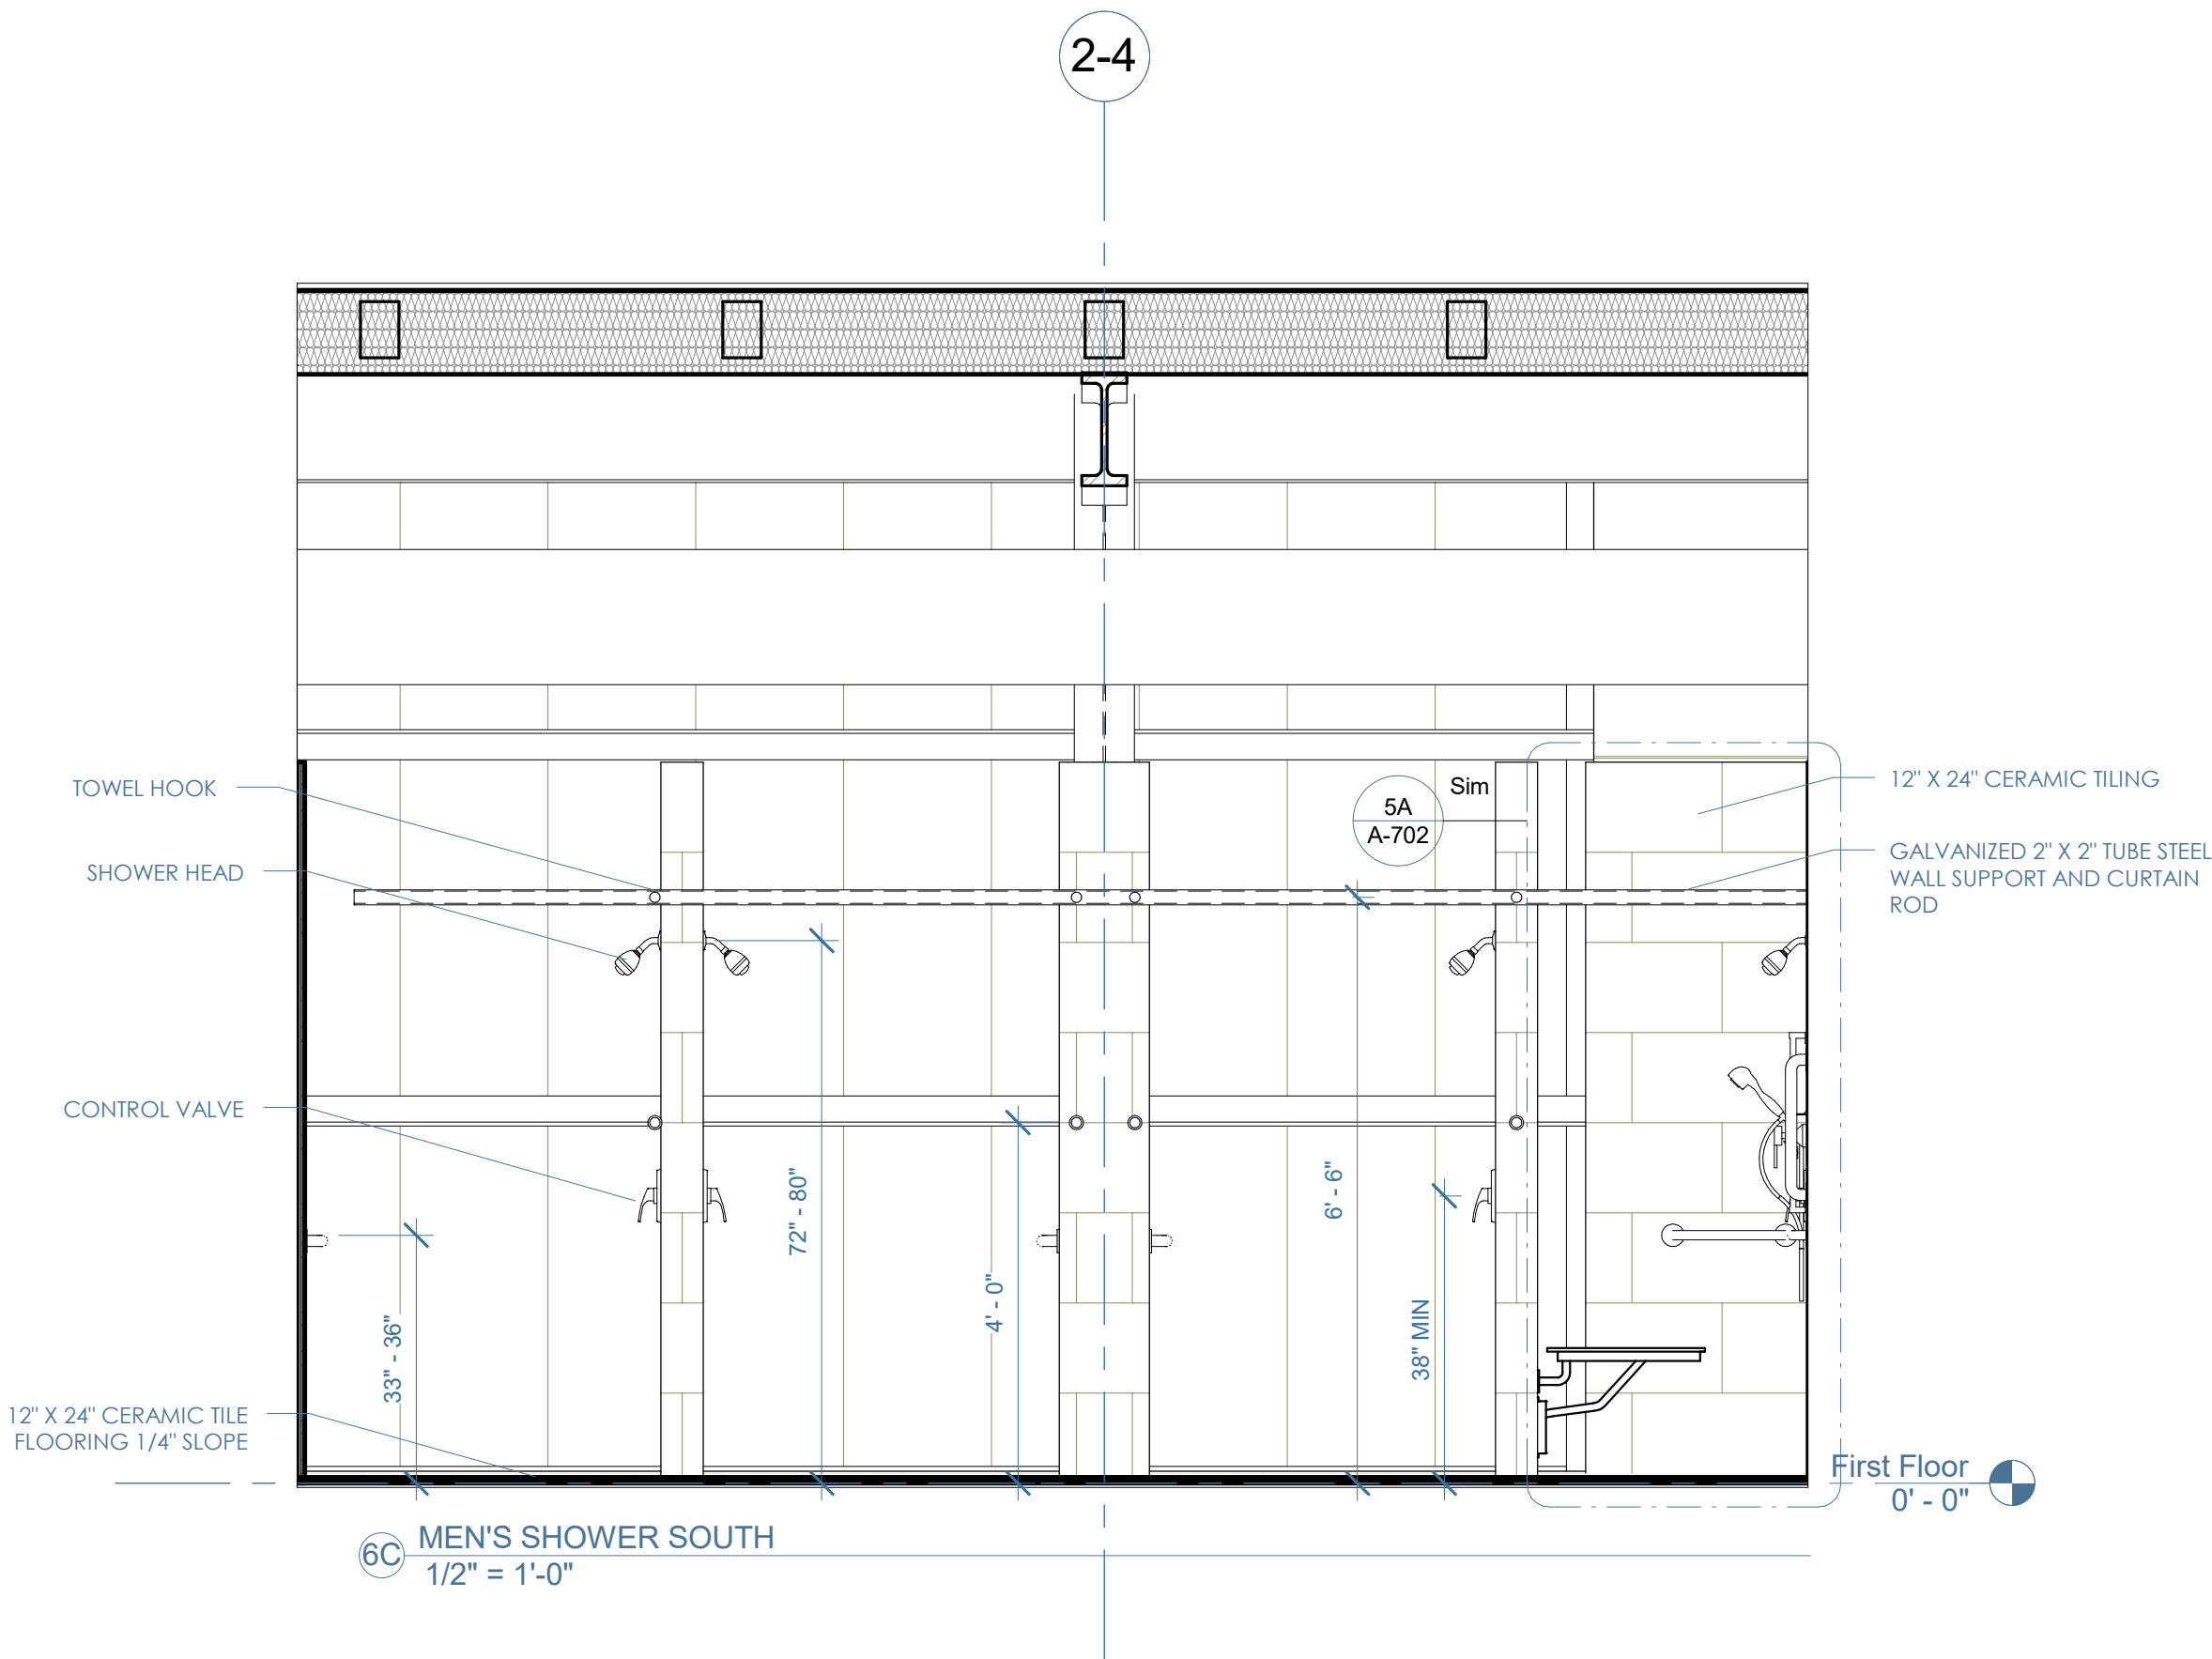 2-4
TOWEL HOOK
SHOWER HEAD
CONTROL VALVE
12" X 24" CERAMIC TILE
FLOORING 1/4" SLOPE
Sim
5A
A-702
12" X 24" CERAMIC TILING
GALVANIZED 2" X 2" TUBE STEEL
WALL SUPPORT AND CURTAIN
ROD
33" - 36"
72" - 80"
4' - 0"
6' - 6"
38" MIN
First Floor
0' - 0"
6C
MEN'S SHOWER SOUTH
1/2" = 1'-0"